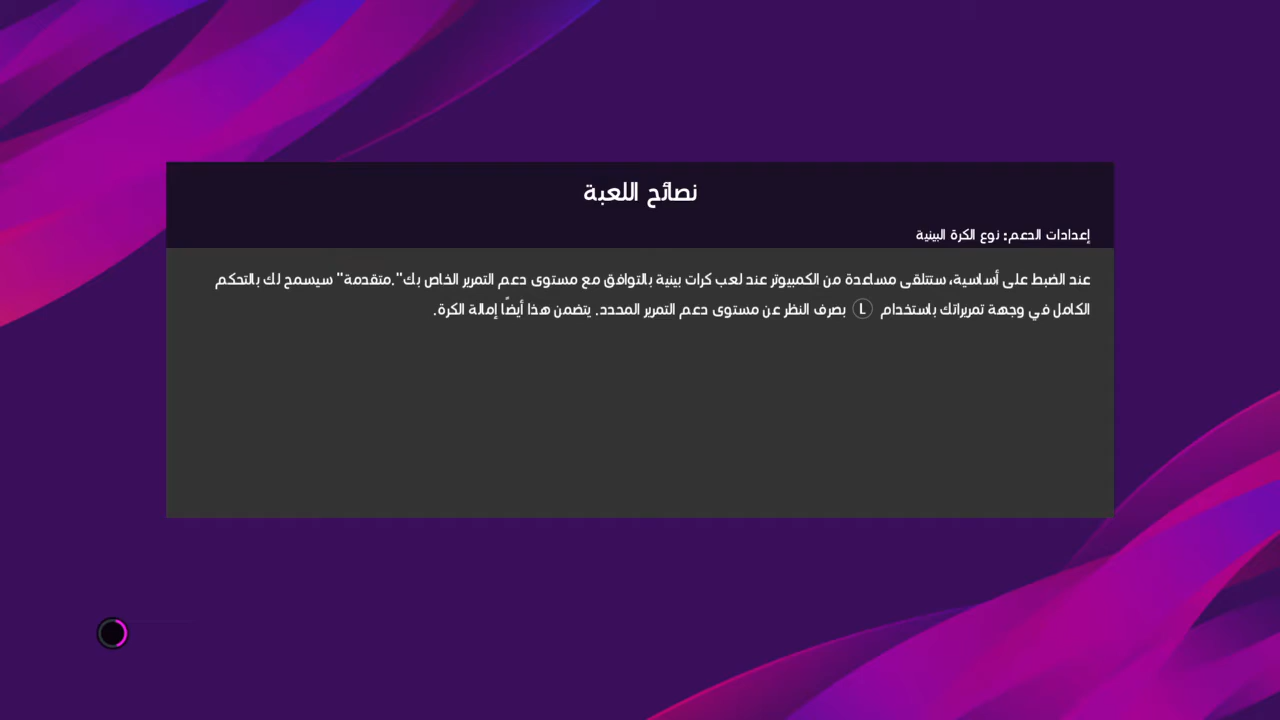 نصائح اللعبة
إعدادات الدعم: نوع الكرة البينية
عند الضبط على أساسية، ستتلقى مساعدة من الكمبيوتر عند لعب كرات بينية بالتوافق مع مستوى دعم التمرير الخاص بك".متقدمة" سيسمح لك بالتحكم
الكامل في وجهة تمريراتك باستخدام L بصرف النظر عن مستوى دعم التمرير المحدد. يتضمن هذا أيضًا إمالة الكرة.